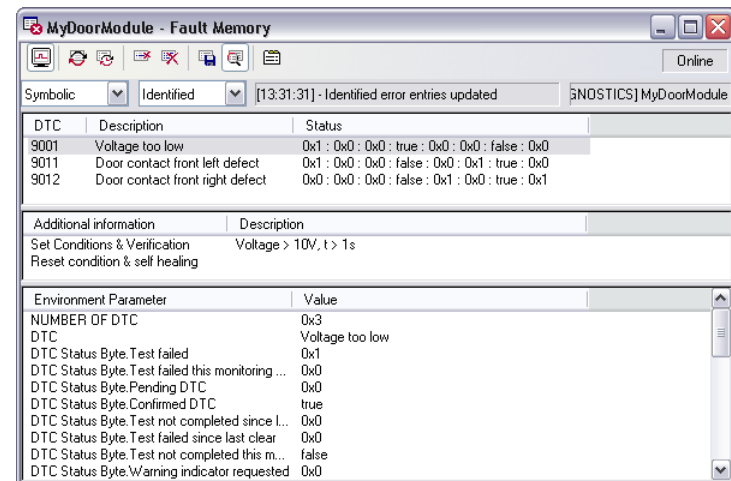 MyDoorModule - Fault Memory
Online
Symbolic Identified [13:31:31] - Identified error entries updated GNOSTICS] MyDoorModule
DTC Description Status
9001 Voltage too low 0x1 : 0x0 : 0x0 : true : 0x0 : 0x0 : false : 0x0
9011 Door contact front left defect 0x0 : 0x0 : 0x0 : false : 0x0 : 0x1 : true : 0x0
9012 Door contact front right defect 0x0 : 0x0 : 0x0 : false : 0x1 : 0x0 : true : 0x1
Additional information Description
Set Conditions & Verification Voltage > 10V, t > 1s
Reset condition & self healing
Environment Parameter Value
NUMBER OF DTC 0x3
DTC Voltage too low
DTC Status Byte.Test failed 0x1
DTC Status Byte.Test failed this monitoring ... 0x0
DTC Status Byte.Pending DTC 0x0
DTC Status Byte.Confirmed DTC true
DTC Status Byte.Test not completed since l... 0x0
DTC Status Byte.Test failed since last clear 0x0
DTC Status Byte.Test not completed this m... false
DTC Status Byte.Warning indicator requested 0x0